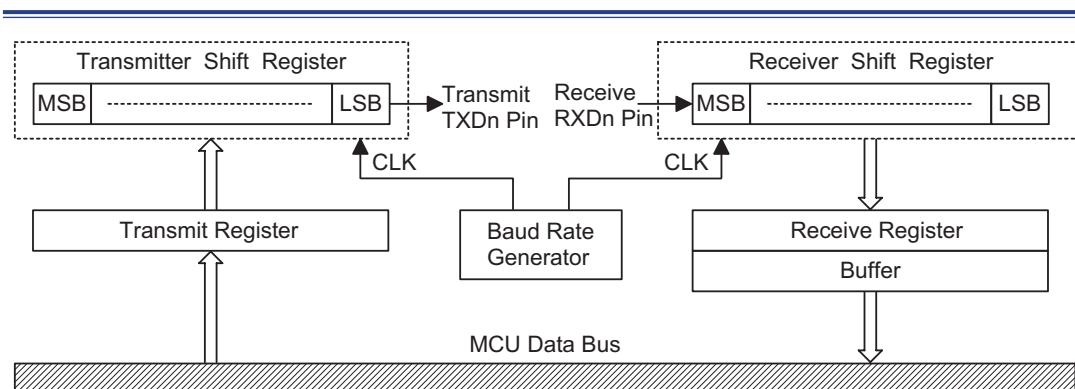 Transmitter Shift Register
MSB
LSB
Transmit
TXDn Pin
Receive
RXDn Pin
Receiver Shift Register
MSB
LSB
CLK
CLK
Transmit Register
Baud Rate
Generator
Receive Register
Buffer
MCU Data Bus